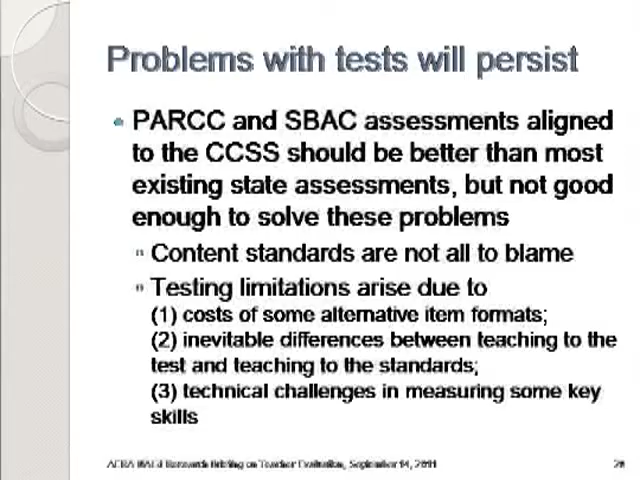 Problems with tests will persist
PARCC and SBAC assessments aligned
to the CCSS should be better than most
existing state assessments, but not good
enough to solve these problems
Content standards are not all to blame
Testing limitations arise due to
(1) costs of some alternative item formats;
(2) inevitable differences between teaching to the
test and teaching to the standards;
(3) technical challenges in measuring some key
skills
Research Briefing on Teacher Evaluation, September 14, 2011